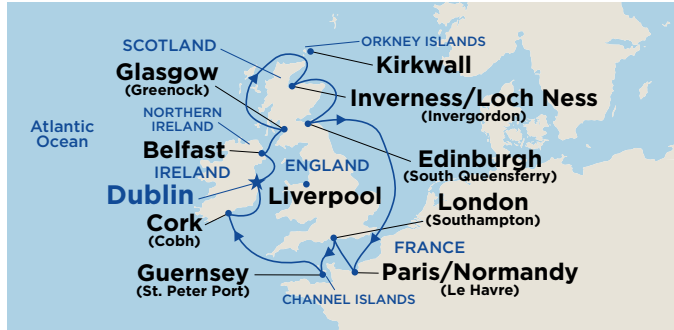 SCOTLAND
ORKNEY ISLANDS
Kirkwall
Glasgow
(Greenock)
Inverness/Loch Ness
(Invergordon)
NORTHERN
IRELAND
Atlantic
Ocean
Belfast
Edinburgh
(South Queensferry)
IRELAND
ENGLAND
Dublin
Liverpool
London
(Southampton)
Cork
(Cobh)
FRANCE
Guernsey
(St. Peter Port)
Paris/Normandy
(Le Havre)
CHANNEL ISLANDS